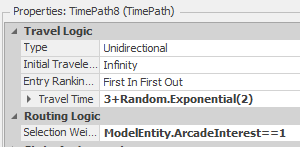 Properties: TimePath8 (TimePath)
Travel Logic
Type Unidirectional
Initial Travele... Infinity
Entry Rankin... First In First Out
Travel Time 3+Random.Exponential(2)
Routing Logic
Selection Wei... ModelEntity.ArcadeInterest==1